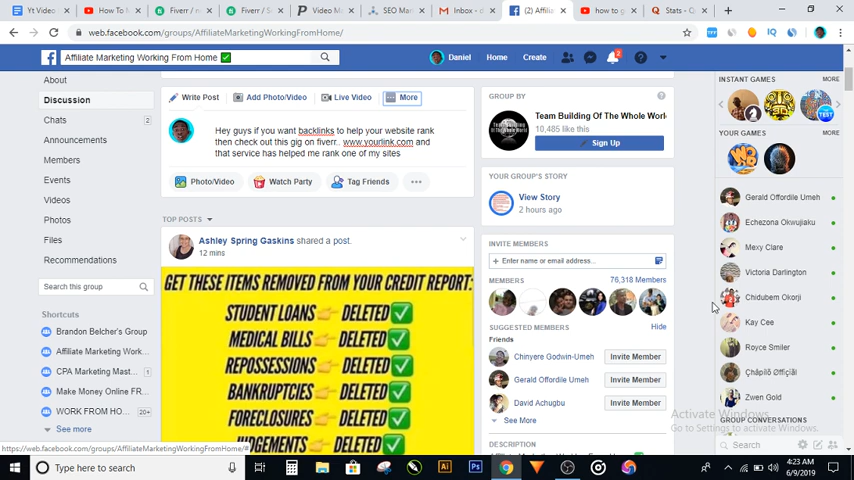 Yt Video
How To M
Fiverr / r
Fiverr / S
Video M
SEO Mar
Inbox - d
(2) Affilia
how to g
Stats - Q
web.facebook.com/groups/AffiliateMarketingWorkingFromHome/
Affiliate Marketing Working From Home ✅
Daniel
Home
Create
2
About
Discussion
Chats
2
Announcements
Members
Events
Videos
Photos
Files
Recommendations
Search this group
Shortcuts
Brandon Belcher's Group
Affiliate Marketing Work...
CPA Marketing Mast...
1
Make Money Online FR...
WORK FROM HO...
20+
See more
https://web.facebook.com/groups/AffiliateMarketingWorkingFromHome/#
Write Post
Add Photo/Video
Live Video
More
Hey guys if you want backlinks to help your website rank
then check out this gig on fiverr.. www.yourlink.com and
that service has helped me rank one of my sites
Photo/Video
Watch Party
Tag Friends
TOP POSTS
Ashley Spring Gaskins shared a post.
12 mins
GET THESE ITEMS REMOVED FROM YOUR CREDIT REPORT:
STUDENT LOANS 👉 DELETED ✅
MEDICAL BILLS 👉 DELETED ✅
REPOSSESSIONS 👉 DELETED ✅
BANKRUPTCIES 👉 DELETED ✅
FORECLOSURES 👉 DELETED ✅
JUDGEMENTS 👉 DELETED ✅
GROUP BY
Team Building Of The Whole Worl
10,485 like this
Sign Up
YOUR GROUP'S STORY
View Story
2 hours ago
INVITE MEMBERS
+ Enter name or email address...
MEMBERS
76,318 Members
SUGGESTED MEMBERS
Hide
Friends
Chinyere Godwin-Umeh
Invite Member
Gerald Offordile Umeh
Invite Member
David Achugbu
Invite Member
See More
DESCRIPTION
INSTANT GAMES
MORE
TEST
YOUR GAMES
MORE
Gerald Offordile Umeh
Echezona Okwujiaku
Mexy Clare
Victoria Darlington
Chidubem Okorji
Kay Cee
Royce Smiler
Zwen Gold
GROUP CONVERSATIONS
Search
Activate Windows
Go to Settings to activate Windows.
Type here to search
4:23 AM
6/9/2019